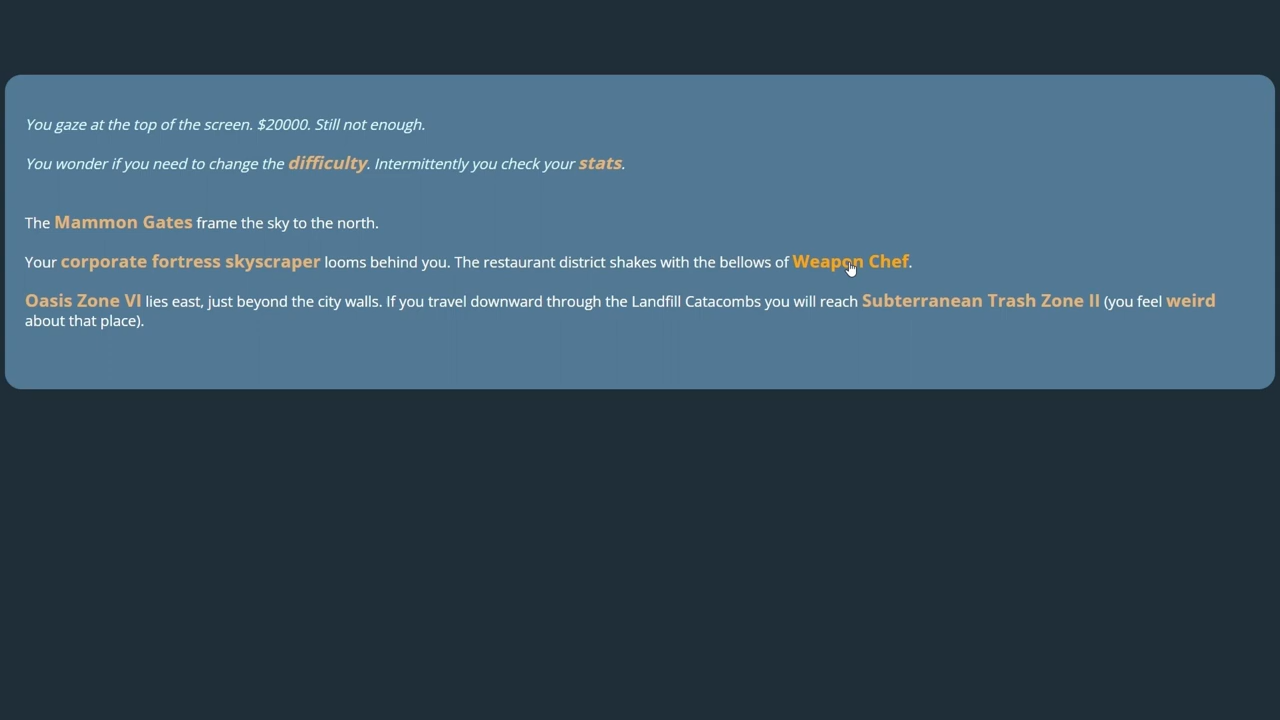 You gaze at the top of the screen. $20000. Still not enough.
You wonder if you need to change the difficulty. Intermittently you check your stats.
The Mammon Gates frame the sky to the north.
Your corporate fortress skyscraper looms behind you. The restaurant district shakes with the bellows of Weapon Chef.
Oasis Zone VI lies east, just beyond the city walls. If you travel downward through the Landfill Catacombs you will reach Subterranean Trash Zone II (you feel weird
about that place).